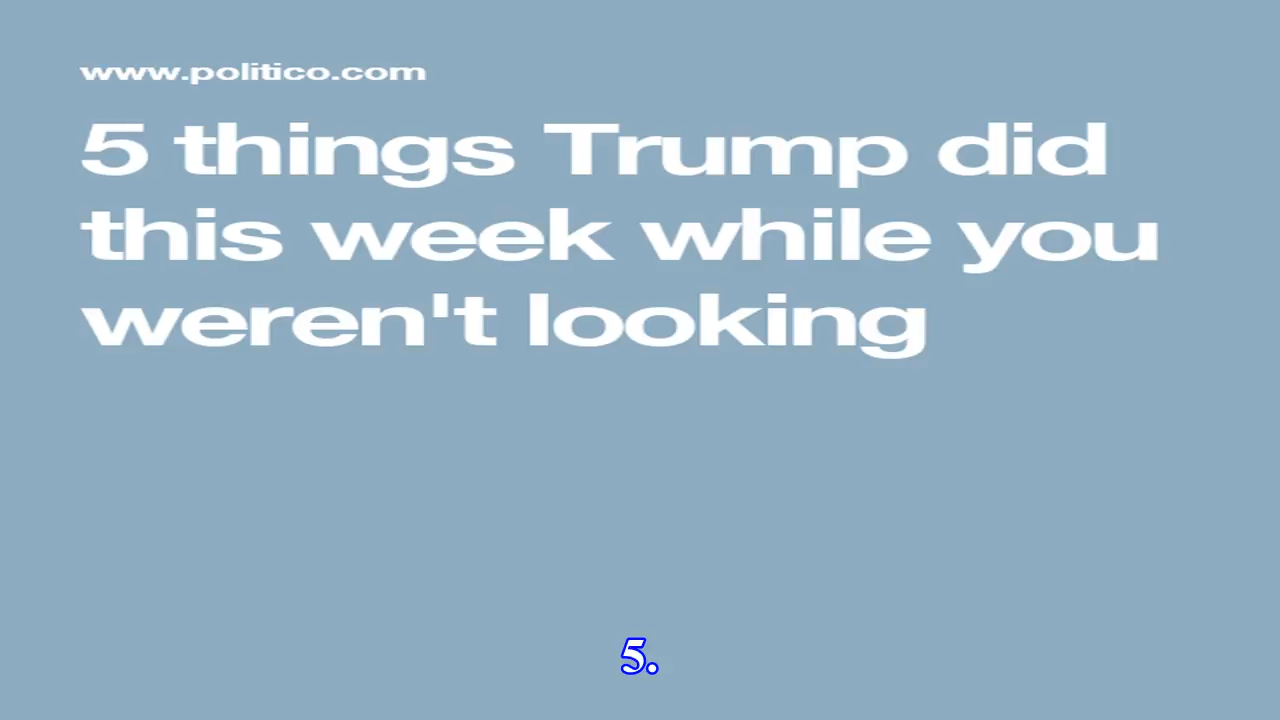 www.politico.com
5 things Trump did
this week while you
weren't looking
5.